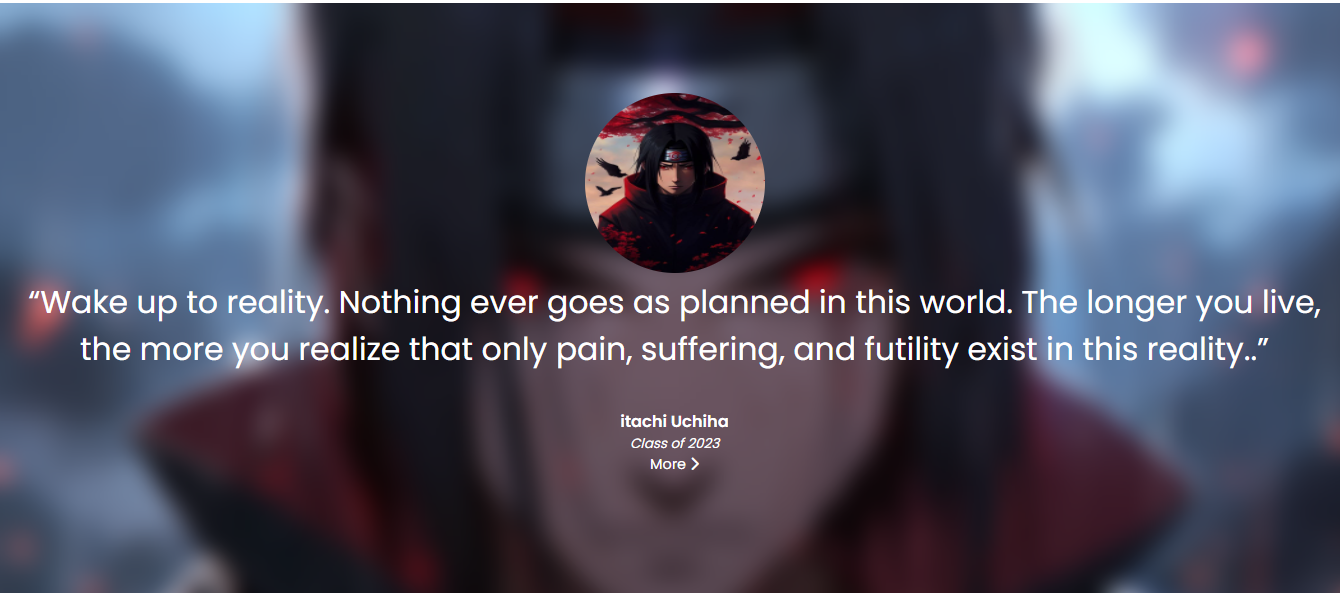 “Wake up to reality. Nothing ever goes as planned in this world. The longer you live,
the more you realize that only pain, suffering, and futility exist in this reality..”
itachi Uchiha
Class of 2023
More